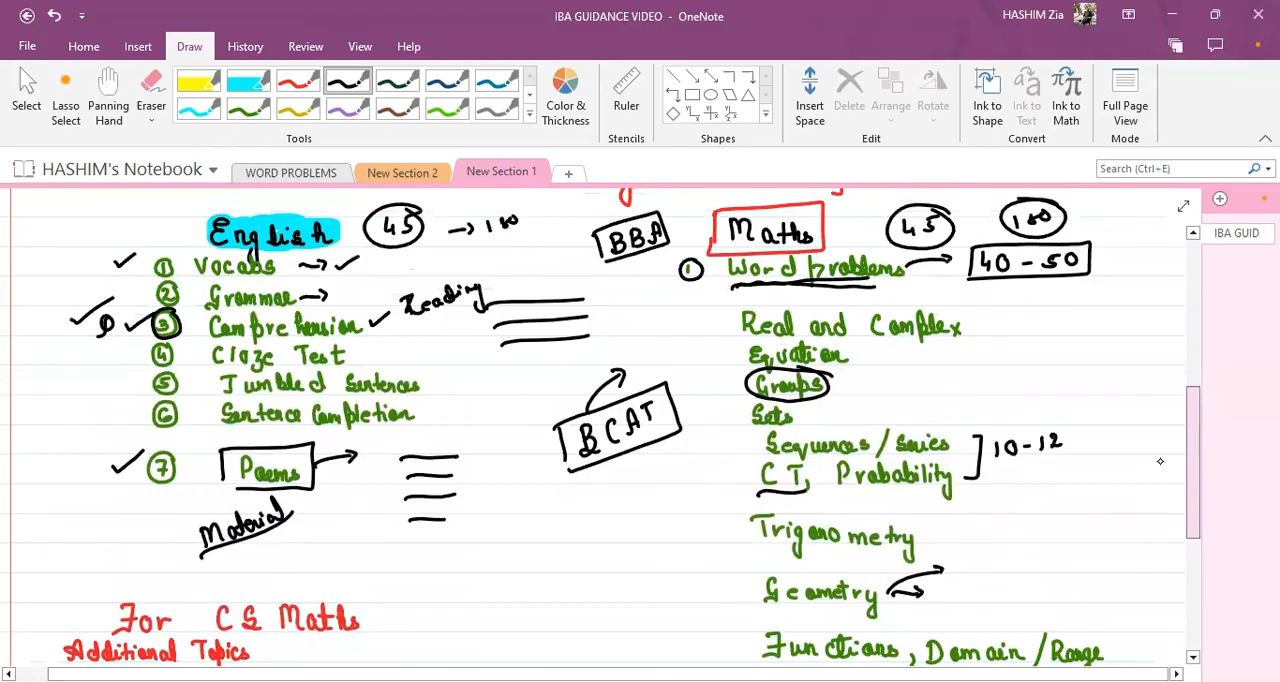 IBA GUIDANCE VIDEO - OneNote
HASHIM Zia
File Home Insert Draw History Review View Help
Select
Lasso Select
Panning Hand
Eraser
Color & Thickness
Ruler
Insert Space
Delete
Arrange
Rotate
Ink to Shape
Ink to Text
Ink to Math
Full Page View
Tools
Stencils
Shapes
Edit
Convert
Mode
HASHIM's Notebook
WORD PROBLEMS
New Section 2
New Section 1
Search (Ctrl+E)
IBA GUID
English 45 → 180
① Vocabs →
② Grammar →
③ Comprehension Reading
④ Cloze Test
⑤ Jumbled Sentences
⑥ Sentence Completion
⑦ Poems
Material
For CS Maths
Additional Topics
BBA
BCAT
Maths 45 180
① Word problems 40-50
Real and Complex
Equation
Groups
Sets
Sequences/Series
CT, Probability ] 10-12
Trigonometry
Geometry
Functions, Domain/Range